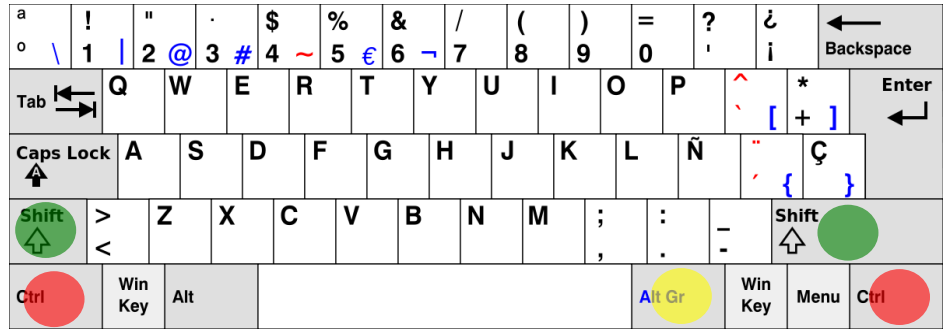 ª ! " · $ % & / ( ) = ? ¿
º \ 1 | 2 @ 3 # 4 ~ 5 € 6 ¬ 7 8 9 0 ' ¡ Backspace
Tab Q W E R T Y U I O P ^ * Enter
` [ + ]
Caps Lock A S D F G H J K L Ñ ¨ Ç
A ´ { }
Shift > Z X C V B N M ; : _ Shift
< , . -
Ctrl Win Key Alt Alt Gr Win Key Menu Ctrl